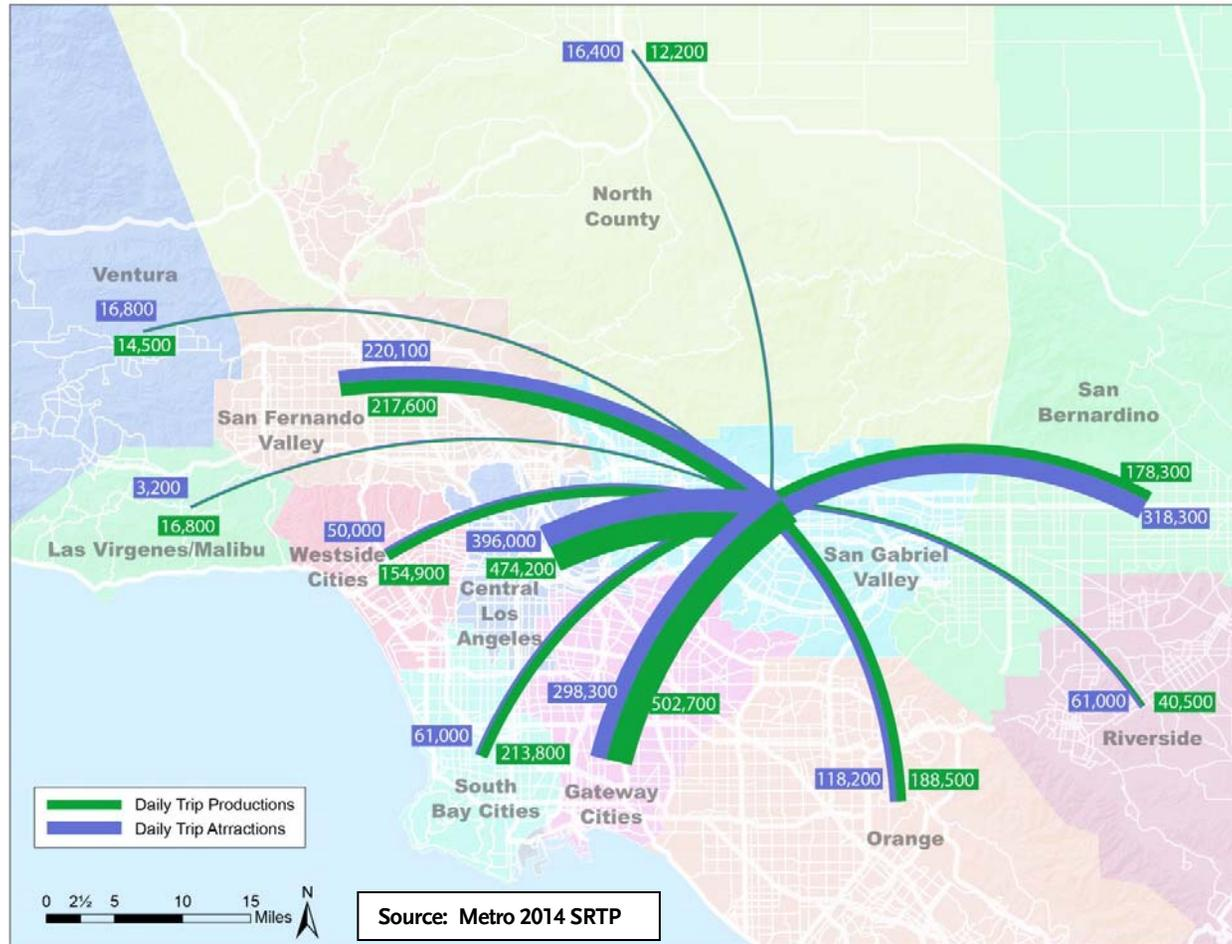 16,400
12,200
North
County
Ventura
16,800
14,500
220,100
217,600
San Fernando
Valley
San
Bernardino
178,300
318,300
3,200
16,800
Las Virgenes/Malibu
50,000
154,900
Westside
Cities
396,000
474,200
Central
Los
Angeles
San Gabriel
Valley
298,300
502,700
61,000
213,800
South
Bay Cities
Gateway
Cities
61,000
40,500
Riverside
118,200
188,500
Orange
Daily Trip Productions
Daily Trip Atrractions
0 2½ 5 10 15
Miles
N
Source: Metro 2014 SRTP